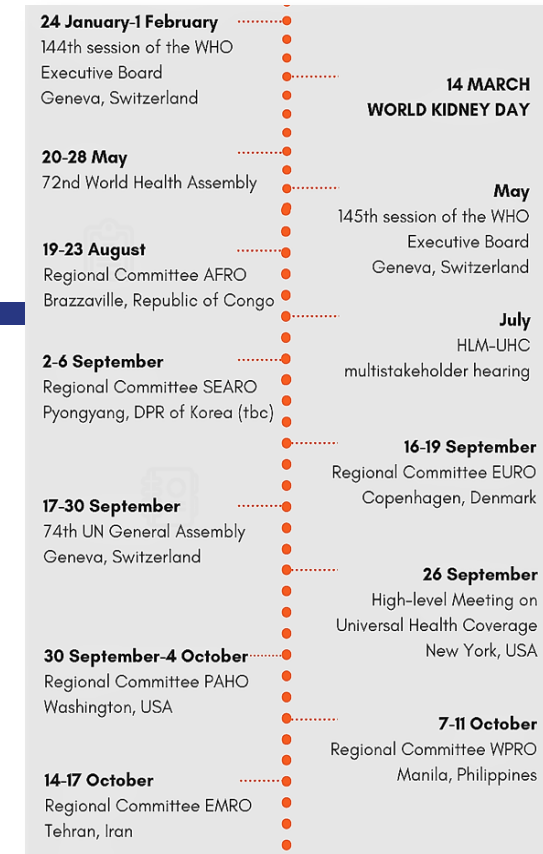 24 January-1 February
144th session of the WHO
Executive Board
Geneva, Switzerland
14 MARCH
WORLD KIDNEY DAY
20-28 May
72nd World Health Assembly
May
145th session of the WHO
Executive Board
Geneva, Switzerland
19-23 August
Regional Committee AFRO
Brazzaville, Republic of Congo
July
HLM-UHC
multistakeholder hearing
2-6 September
Regional Committee SEARO
Pyongyang, DPR of Korea (tbc)
16-19 September
Regional Committee EURO
Copenhagen, Denmark
17-30 September
74th UN General Assembly
Geneva, Switzerland
26 September
High-level Meeting on
Universal Health Coverage
New York, USA
30 September-4 October
Regional Committee PAHO
Washington, USA
7-11 October
Regional Committee WPRO
Manila, Philippines
14-17 October
Regional Committee EMRO
Tehran, Iran